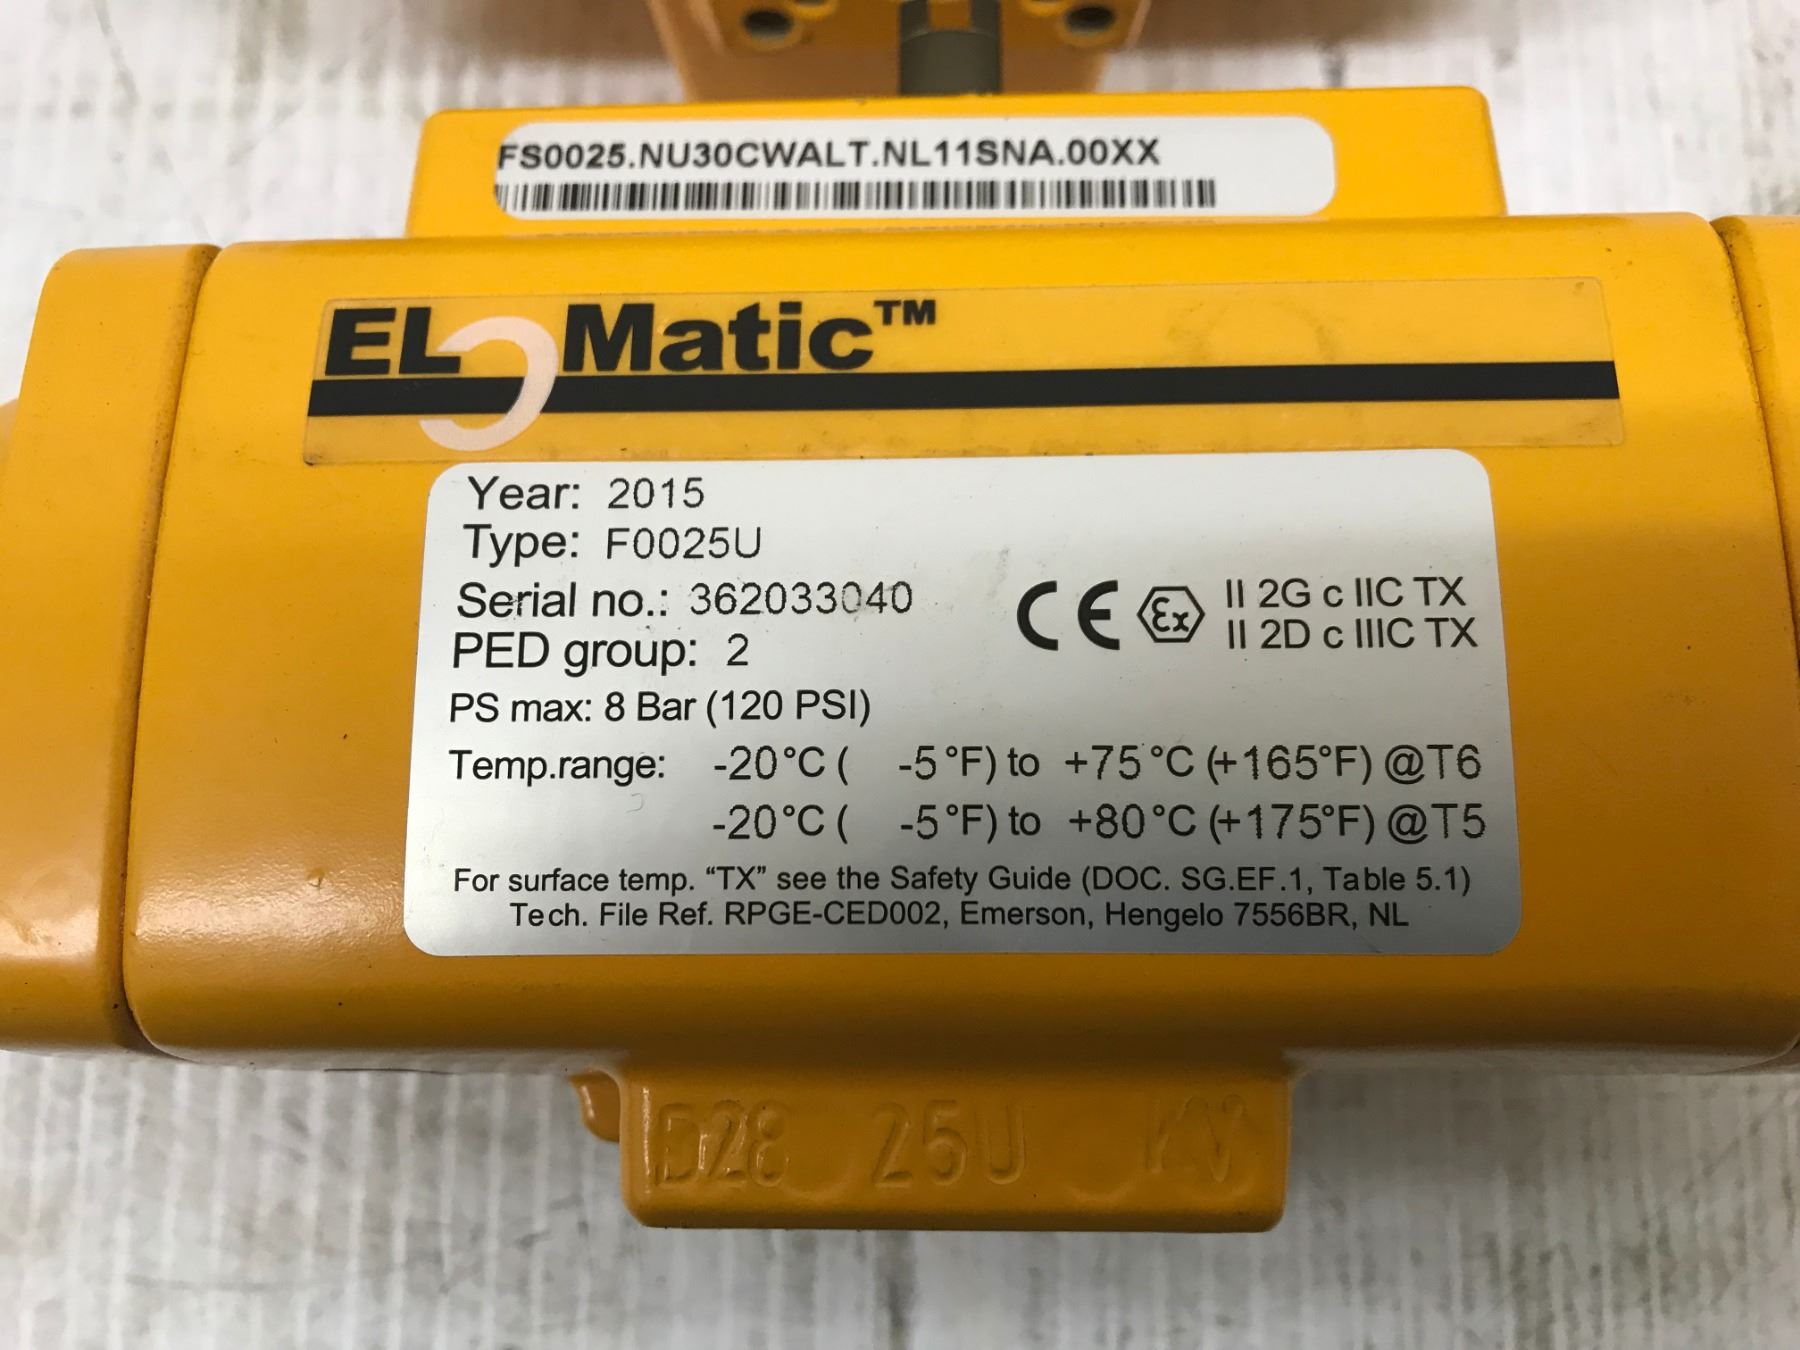 FS0025.NU30CWALT.NL11SNA.00XX
EL Matic™
Year: 2015
Type: F0025U
Serial no.: 362033040
PED group: 2
CE Ex II 2G c IIC TX
II 2D c IIIC TX
PS max: 8 Bar (120 PSI)
Temp.range: -20°C ( -5°F) to +75°C (+165°F) @T6
-20°C ( -5°F) to +80°C (+175°F) @T5
For surface temp. “TX” see the Safety Guide (DOC. SG.EF.1, Table 5.1)
Tech. File Ref. RPGE-CED002, Emerson, Hengelo 7556BR, NL
D28 25U